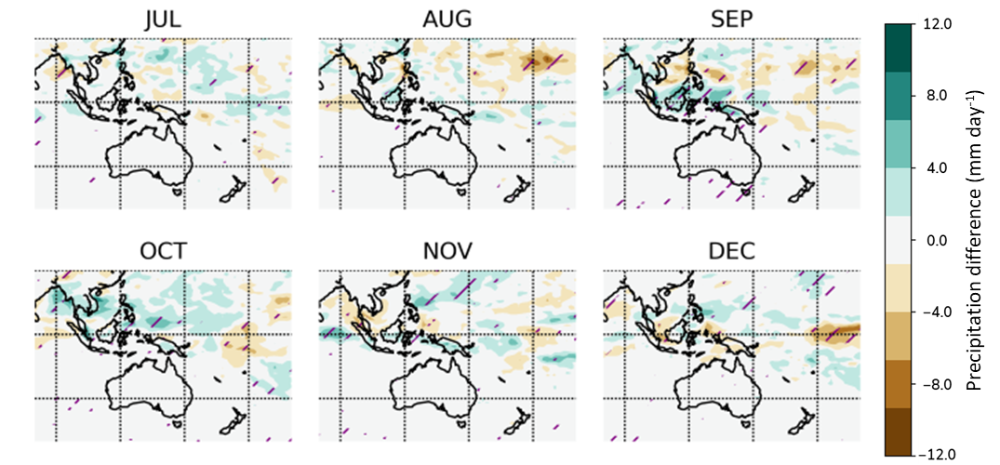 JUL
AUG
SEP
OCT
NOV
DEC
12.0
8.0
4.0
0.0
−4.0
−8.0
−12.0
Precipitation difference (mm day⁻¹)